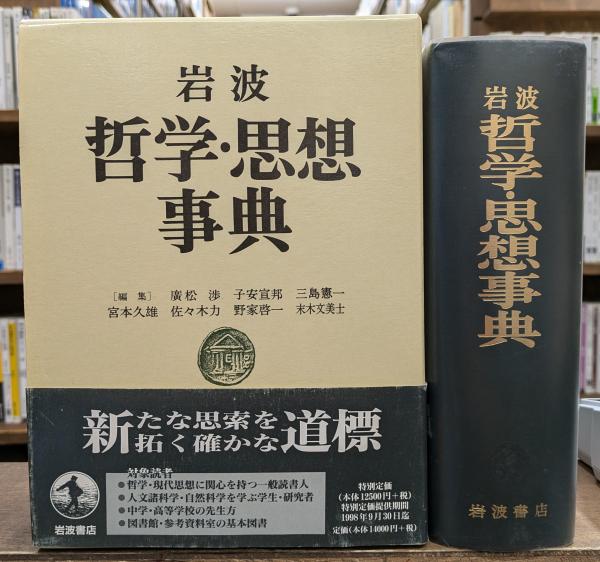 岩波
哲学・思想
事典
［編集］ 廣松渉 子安宣邦 三島憲一
宮本久雄 佐々木力 野家啓一 末木文美士
新たな思索を
拓く確かな道標
対象読者
●哲学・現代思想に関心を持つ一般読書人
●人文諸科学・自然科学を学ぶ学生・研究者
●中学・高等学校の先生方
●図書館・参考資料室の基本図書
岩波書店
特別定価
（本体12500円＋税）
特別定価提供期間
1998年9月30日迄
定価（本体14000円＋税）
岩波
哲学・思想事典
岩波書店